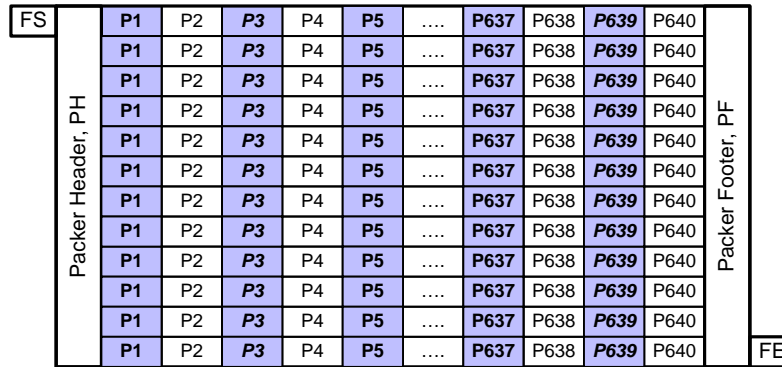 FS P1 P2 P3 P4 P5 .... P637 P638 P639 P640
P1 P2 P3 P4 P5 .... P637 P638 P639 P640
P1 P2 P3 P4 P5 .... P637 P638 P639 P640
P1 P2 P3 P4 P5 .... P637 P638 P639 P640
P1 P2 P3 P4 P5 .... P637 P638 P639 P640
P1 P2 P3 P4 P5 .... P637 P638 P639 P640
P1 P2 P3 P4 P5 .... P637 P638 P639 P640
P1 P2 P3 P4 P5 .... P637 P638 P639 P640
P1 P2 P3 P4 P5 .... P637 P638 P639 P640
P1 P2 P3 P4 P5 .... P637 P638 P639 P640
P1 P2 P3 P4 P5 .... P637 P638 P639 P640
P1 P2 P3 P4 P5 .... P637 P638 P639 P640 FE
Packer Header, PH
Packer Footer, PF